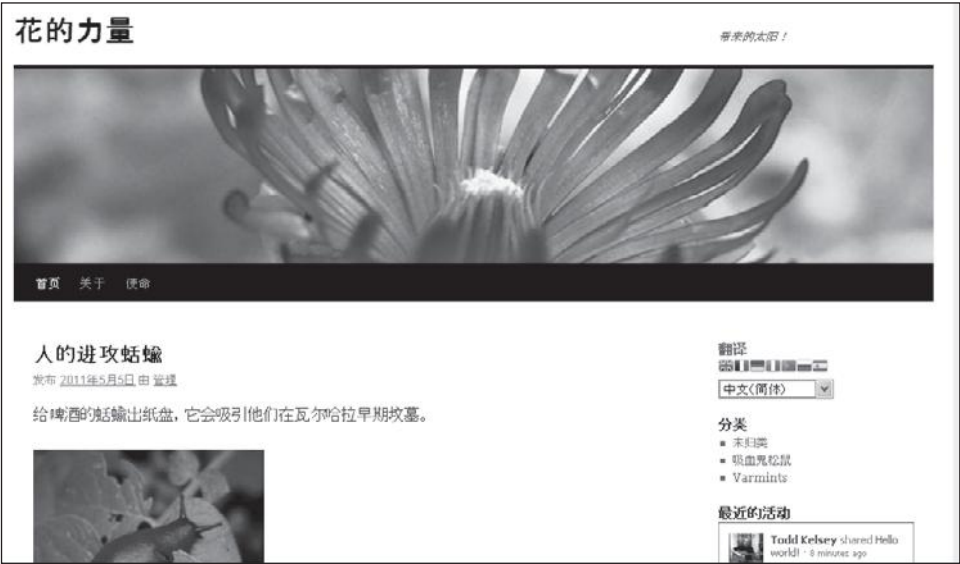 花的力量
带来的太阳！
首页 关于 使命
人的进攻蛞蝓
发布 2011年5月5日 由 管理
给啤酒的蛞蝓出纸盘，它会吸引他们在瓦尔哈拉早期坟墓。
翻译
中文(简体)
分类
未归类
吸血鬼松鼠
Varmints
最近的活动
Todd Kelsey shared Hello
world! · 8 minutes ago